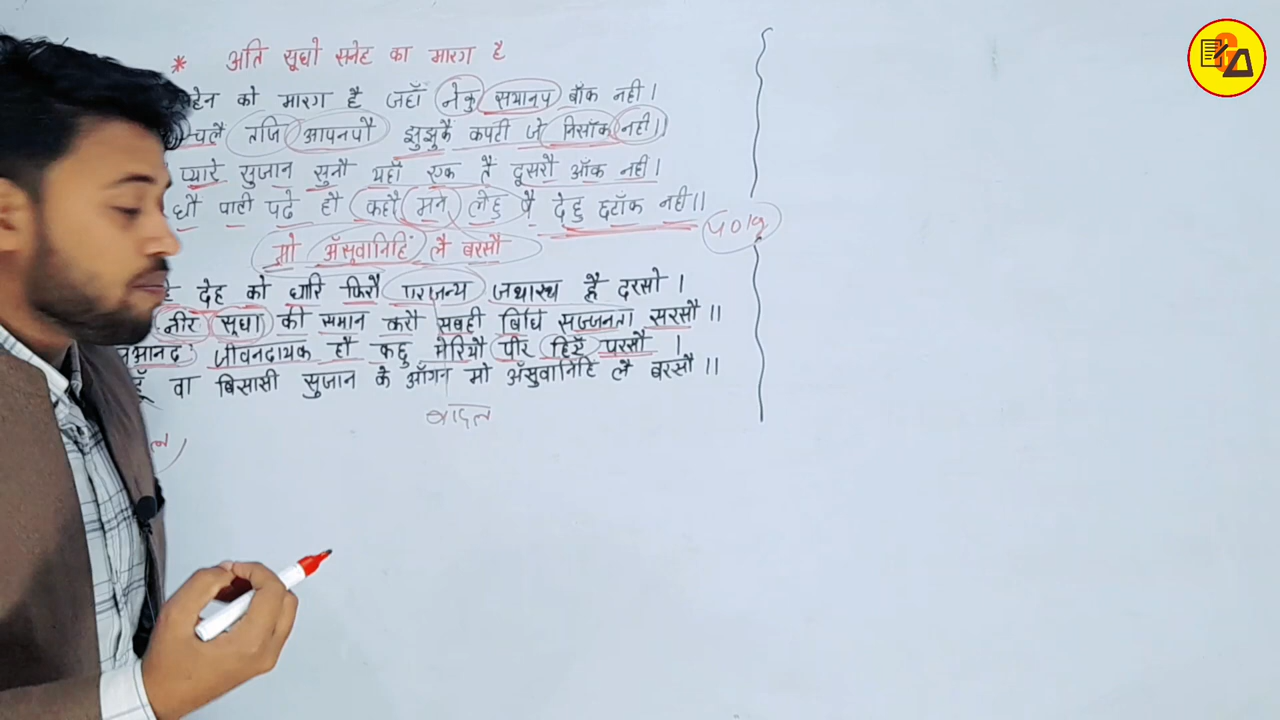 * अति सूधो सनेह का मारग है
को मारग है जहाँ नेकु सयानप बाँक नही ।
चलैं तजि आपनपौ झुझुकै कपटी जे निसाँक नही ।।
प्यारे सुजान सुनौ यहाँ एक तैं दूसरौ आँक नही ।
धौं पाटी पढे हौ कहौ मन लेहु पै देहु छटाँक नही ।।
मो अँसुवानिहिं लै बरसौ
देह को धारि फिरौ परजन्य जथारथ है दरसो ।
नीर सूधा की समान करौ सबही बिधि सज्जनता सरसौ ।।
जीवनदायक हौ कछू मेरियौ पीर हिएँ परसौ ।
वा बिसासी सुजान के आँगन मो अँसुवानिहि लै बरसौ ।।
बादल